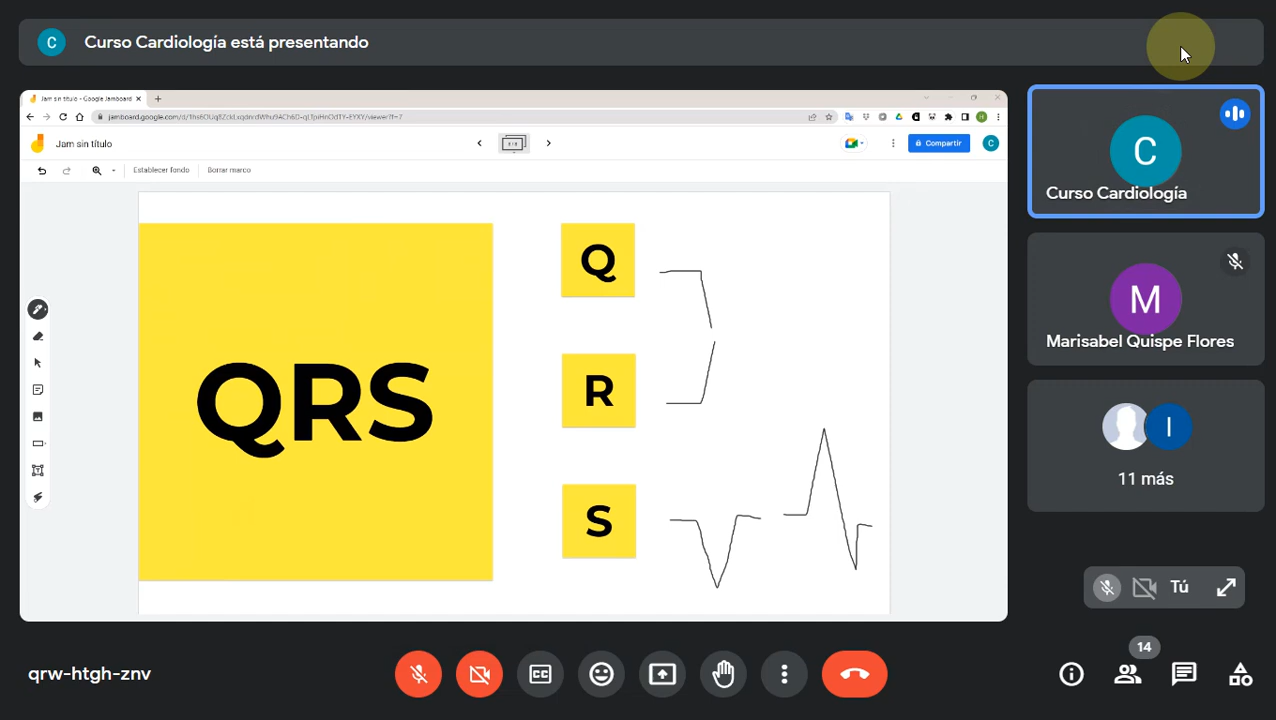 C
Curso Cardiología está presentando
Jam sin título - Google Jamboard
Jam sin título
Compartir
C
Establecer fondo
Borrar marco
QRS
Q
R
S
C
Curso Cardiología
M
Marisabel Quispe Flores
I
11 más
Tú
qrw-htgh-znv
CC
14